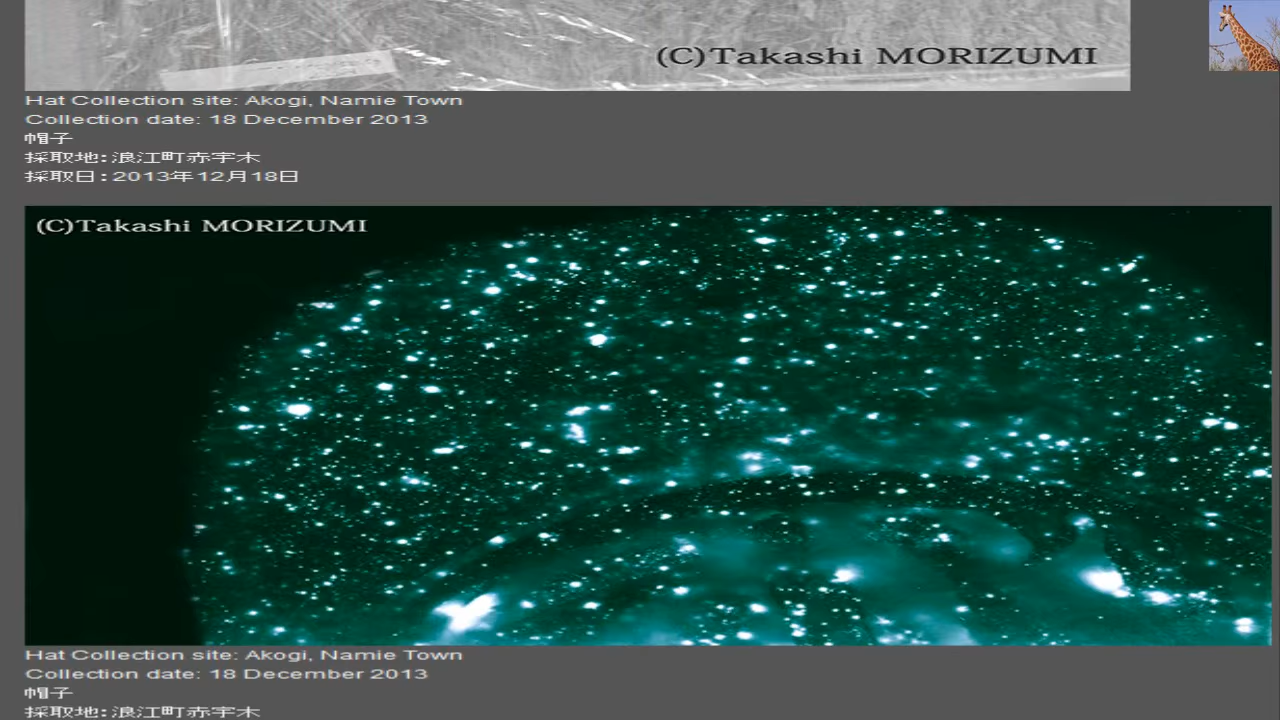 (C)Takashi MORIZUMI
Hat Collection site: Akogi, Namie Town
Collection date: 18 December 2013
帽子
採取地:浪江町赤宇木
採取日:2013年12月18日
(C)Takashi MORIZUMI
Hat Collection site: Akogi, Namie Town
Collection date: 18 December 2013
帽子
採取地:浪江町赤宇木